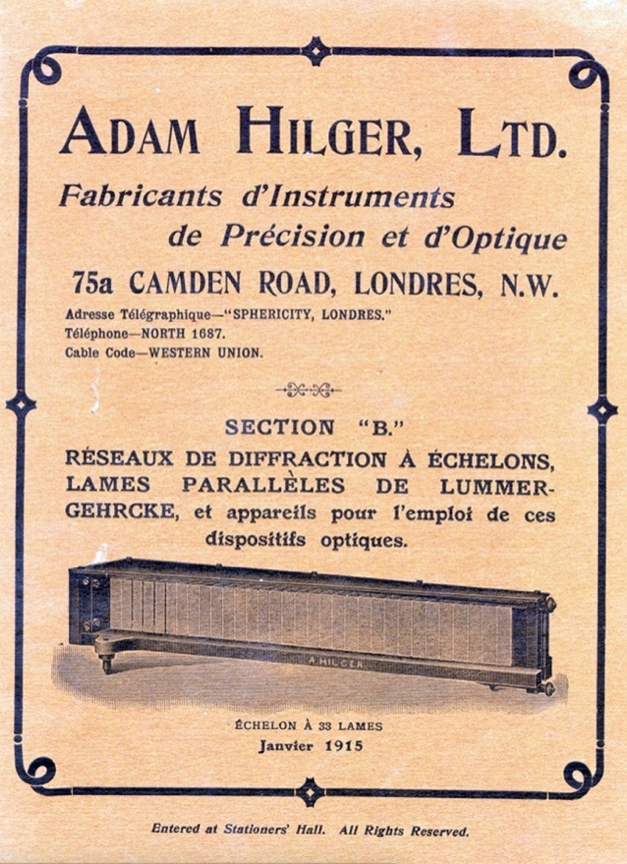 ADAM HILGER, LTD.
Fabricants d'Instruments
de Précision et d'Optique
75a CAMDEN ROAD, LONDRES, N.W.
Adresse Télégraphique—"SPHERICITY, LONDRES."
Téléphone—NORTH 1687.
Cable Code—WESTERN UNION.
SECTION "B."
RÉSEAUX DE DIFFRACTION À ÉCHELONS,
LAMES PARALLÈLES DE LUMMER-
GEHRCKE, et appareils pour l'emploi de ces
dispositifs optiques.
A HILGER
ÉCHELON À 33 LAMES
Janvier 1915
Entered at Stationers' Hall. All Rights Reserved.